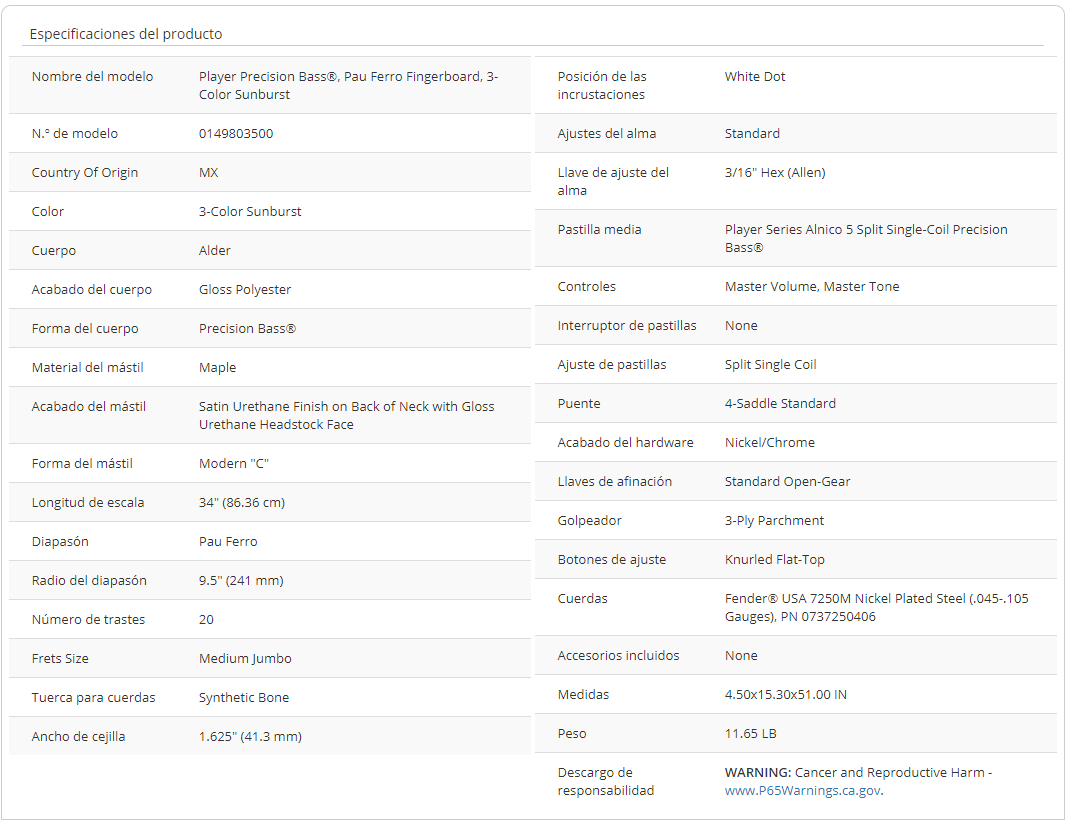 Especificaciones del producto
Nombre del modelo
Player Precision Bass®, Pau Ferro Fingerboard, 3-
Color Sunburst
N.º de modelo
0149803500
Country Of Origin
MX
Color
3-Color Sunburst
Cuerpo
Alder
Acabado del cuerpo
Gloss Polyester
Forma del cuerpo
Precision Bass®
Material del mástil
Maple
Acabado del mástil
Satin Urethane Finish on Back of Neck with Gloss
Urethane Headstock Face
Forma del mástil
Modern "C"
Longitud de escala
34" (86.36 cm)
Diapasón
Pau Ferro
Radio del diapasón
9.5" (241 mm)
Número de trastes
20
Frets Size
Medium Jumbo
Tuerca para cuerdas
Synthetic Bone
Ancho de cejilla
1.625" (41.3 mm)
Posición de las
incrustaciones
White Dot
Ajustes del alma
Standard
Llave de ajuste del
alma
3/16" Hex (Allen)
Pastilla media
Player Series Alnico 5 Split Single-Coil Precision
Bass®
Controles
Master Volume, Master Tone
Interruptor de pastillas
None
Ajuste de pastillas
Split Single Coil
Puente
4-Saddle Standard
Acabado del hardware
Nickel/Chrome
Llaves de afinación
Standard Open-Gear
Golpeador
3-Ply Parchment
Botones de ajuste
Knurled Flat-Top
Cuerdas
Fender® USA 7250M Nickel Plated Steel (.045-.105
Gauges), PN 0737250406
Accesorios incluidos
None
Medidas
4.50x15.30x51.00 IN
Peso
11.65 LB
Descargo de
responsabilidad
WARNING: Cancer and Reproductive Harm -
www.P65Warnings.ca.gov.